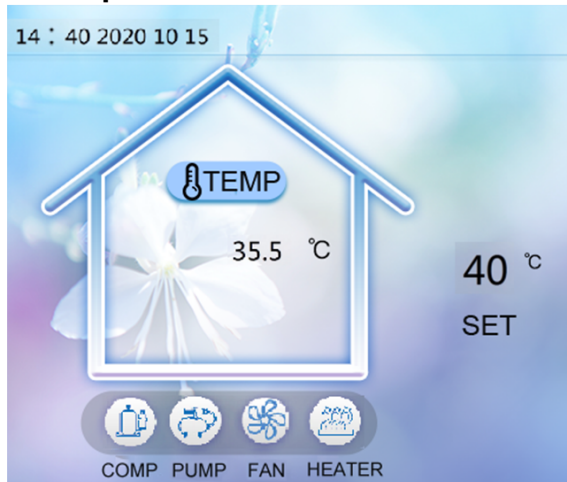 14 : 40 2020 10 15
TEMP
35.5 ℃
40 ℃
SET
COMP PUMP FAN HEATER